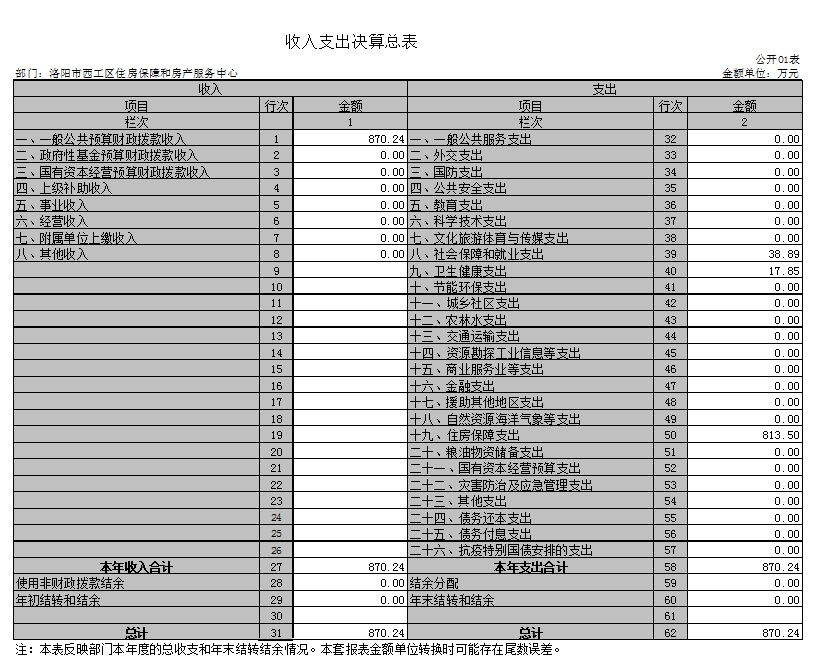 收入支出决算总表
公开01表
部门：洛阳市西工区住房保障和房产服务中心 金额单位：万元
收入 支出
项目 行次 金额 项目 行次 金额
栏次 1 栏次 2
一、一般公共预算财政拨款收入 1 870.24 一、一般公共服务支出 32 0.00
二、政府性基金预算财政拨款收入 2 0.00 二、外交支出 33 0.00
三、国有资本经营预算财政拨款收入 3 0.00 三、国防支出 34 0.00
四、上级补助收入 4 0.00 四、公共安全支出 35 0.00
五、事业收入 5 0.00 五、教育支出 36 0.00
六、经营收入 6 0.00 六、科学技术支出 37 0.00
七、附属单位上缴收入 7 0.00 七、文化旅游体育与传媒支出 38 0.00
八、其他收入 8 0.00 八、社会保障和就业支出 39 38.89
9 九、卫生健康支出 40 17.85
10 十、节能环保支出 41 0.00
11 十一、城乡社区支出 42 0.00
12 十二、农林水支出 43 0.00
13 十三、交通运输支出 44 0.00
14 十四、资源勘探工业信息等支出 45 0.00
15 十五、商业服务业等支出 46 0.00
16 十六、金融支出 47 0.00
17 十七、援助其他地区支出 48 0.00
18 十八、自然资源海洋气象等支出 49 0.00
19 十九、住房保障支出 50 813.50
20 二十、粮油物资储备支出 51 0.00
21 二十一、国有资本经营预算支出 52 0.00
22 二十二、灾害防治及应急管理支出 53 0.00
23 二十三、其他支出 54 0.00
24 二十四、债务还本支出 55 0.00
25 二十五、债务付息支出 56 0.00
26 二十六、抗疫特别国债安排的支出 57 0.00
本年收入合计 27 870.24 本年支出合计 58 870.24
使用非财政拨款结余 28 0.00 结余分配 59 0.00
年初结转和结余 29 0.00 年末结转和结余 60 0.00
30 61
总计 31 870.24 总计 62 870.24
注：本表反映部门本年度的总收支和年末结转结余情况。本套报表金额单位转换时可能存在尾数误差。